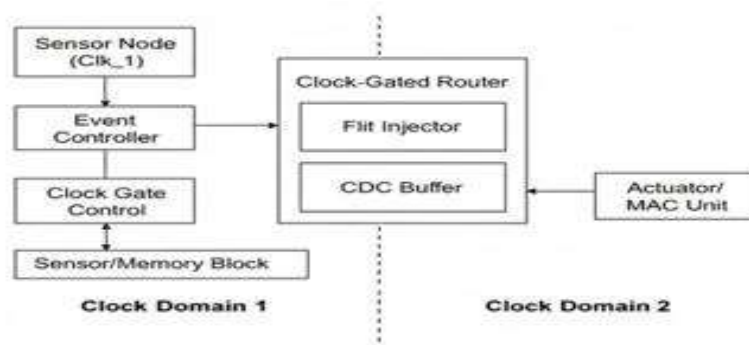 Sensor Node
(Clk_1)
Event
Controller
Clock Gate
Control
Sensor/Memory Block
Clock-Gated Router
Flit Injector
CDC Buffer
Actuator/
MAC Unit
Clock Domain 1
Clock Domain 2